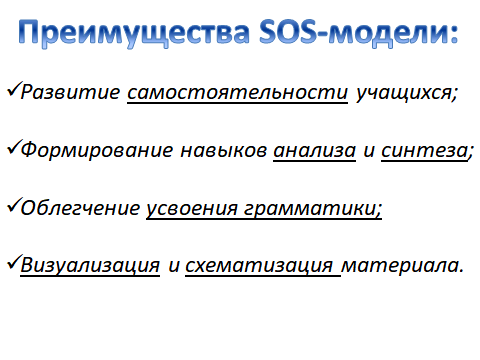 Преимущества SOS-модели:
✓Развитие самостоятельности учащихся;
✓Формирование навыков анализа и синтеза;
✓Облегчение усвоения грамматики;
✓Визуализация и схематизация материала.